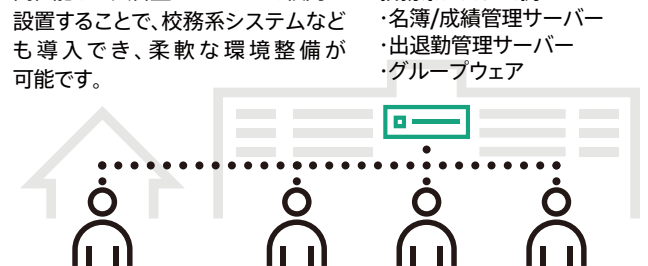 設置することで、校務系システムなど
も導入でき、柔軟な環境整備が
可能です。
・名簿/成績管理サーバー
・出退勤管理サーバー
・グループウェア